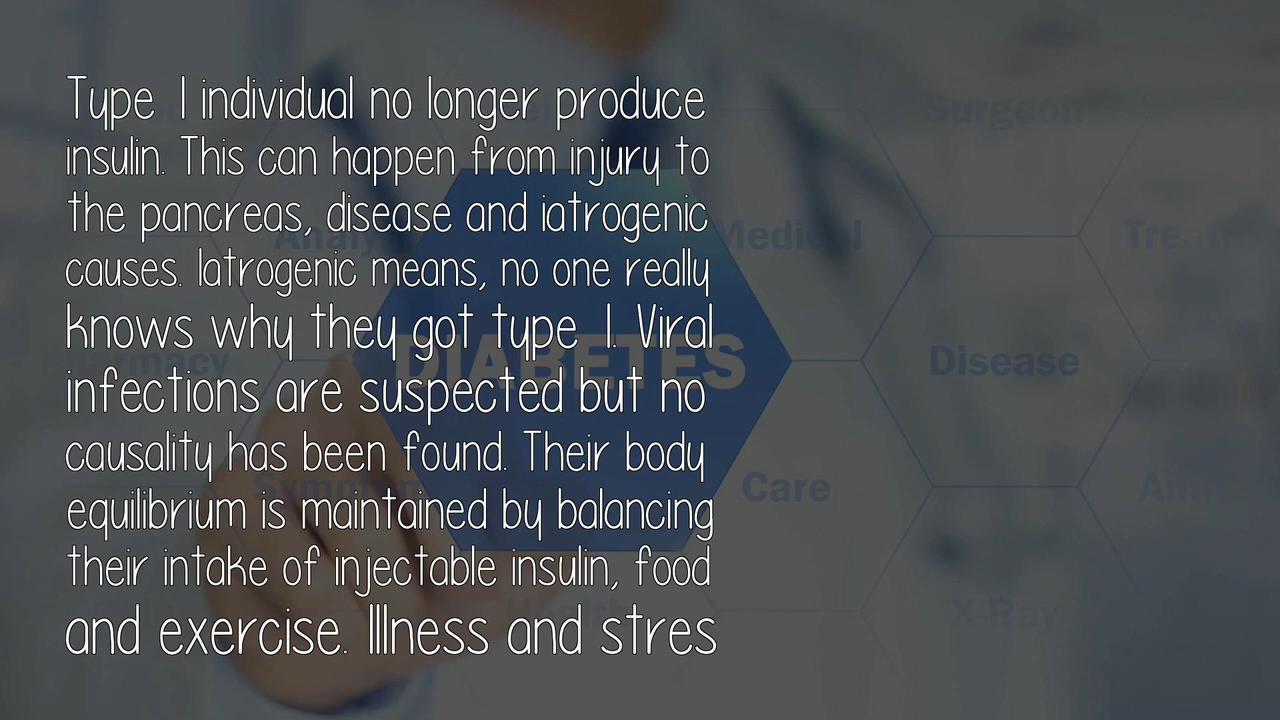 Type 1 individual no longer produce
insulin. This can happen from injury to
the pancreas, disease and iatrogenic
causes. Iatrogenic means, no one really
knows why they got type 1. Viral
infections are suspected but no
causality has been found. Their body
equilibrium is maintained by balancing
their intake of injectable insulin, food
and exercise. Illness and stres
Surgeon
Medical
DIABETES
Disease
Care
Health
X-Ray